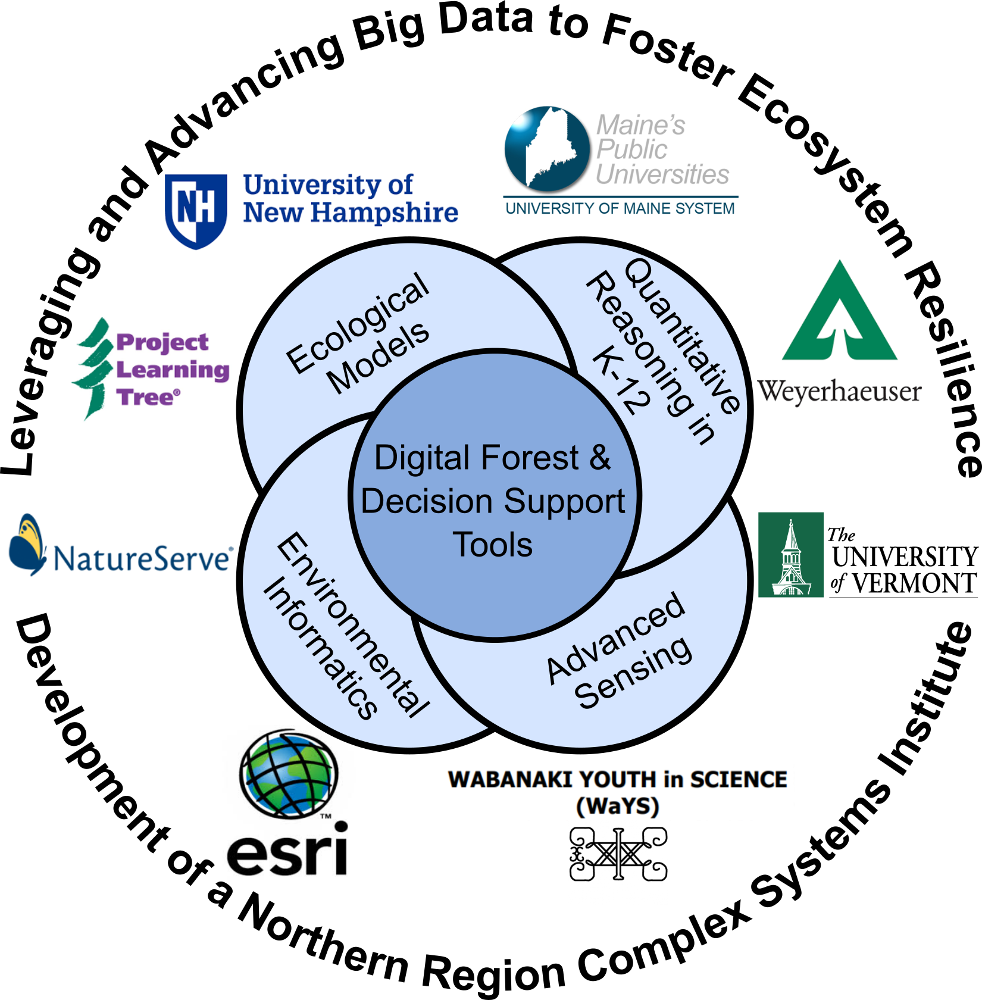 Leveraging and Advancing Big Data to Foster Ecosystem Resilience
Maine's
Public
Universities
UNIVERSITY OF MAINE SYSTEM
NH
University of
New Hampshire
Project
Learning
Tree®
Weyerhaeuser
Ecological
Models
Quantitative
Reasoning in
K-12
Digital Forest &
Decision Support
Tools
NatureServe®
The
UNIVERSITY
of VERMONT
Environmental
Informatics
Advanced
Sensing
TM
esri
WABANAKI YOUTH in SCIENCE
(WaYS)
Development of a Northern Region Complex Systems Institute